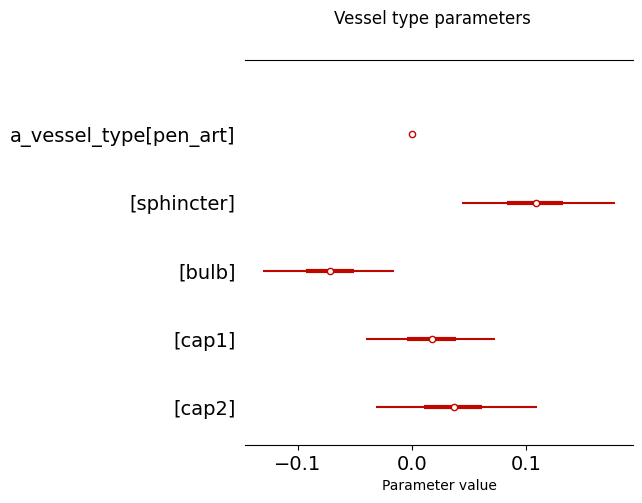 Vessel type parameters
a_vessel_type[pen_art]
[sphincter]
[bulb]
[cap1]
[cap2]
−0.1 0.0 0.1
Parameter value